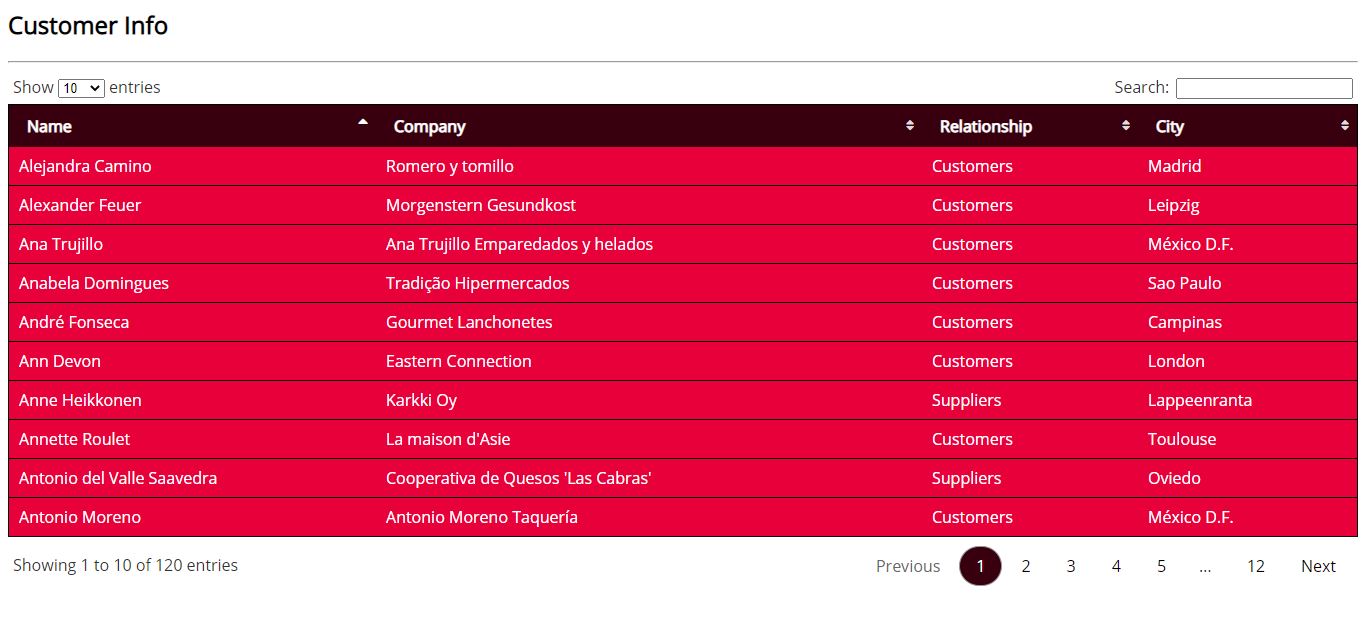 Customer Info
Show 10 entries Search:
Name Company Relationship City
Alejandra Camino Romero y tomillo Customers Madrid
Alexander Feuer Morgenstern Gesundkost Customers Leipzig
Ana Trujillo Ana Trujillo Emparedados y helados Customers México D.F.
Anabela Domingues Tradição Hipermercados Customers Sao Paulo
André Fonseca Gourmet Lanchonetes Customers Campinas
Ann Devon Eastern Connection Customers London
Anne Heikkonen Karkki Oy Suppliers Lappeenranta
Annette Roulet La maison d'Asie Customers Toulouse
Antonio del Valle Saavedra Cooperativa de Quesos 'Las Cabras' Suppliers Oviedo
Antonio Moreno Antonio Moreno Taquería Customers México D.F.
Showing 1 to 10 of 120 entries Previous 1 2 3 4 5 ... 12 Next